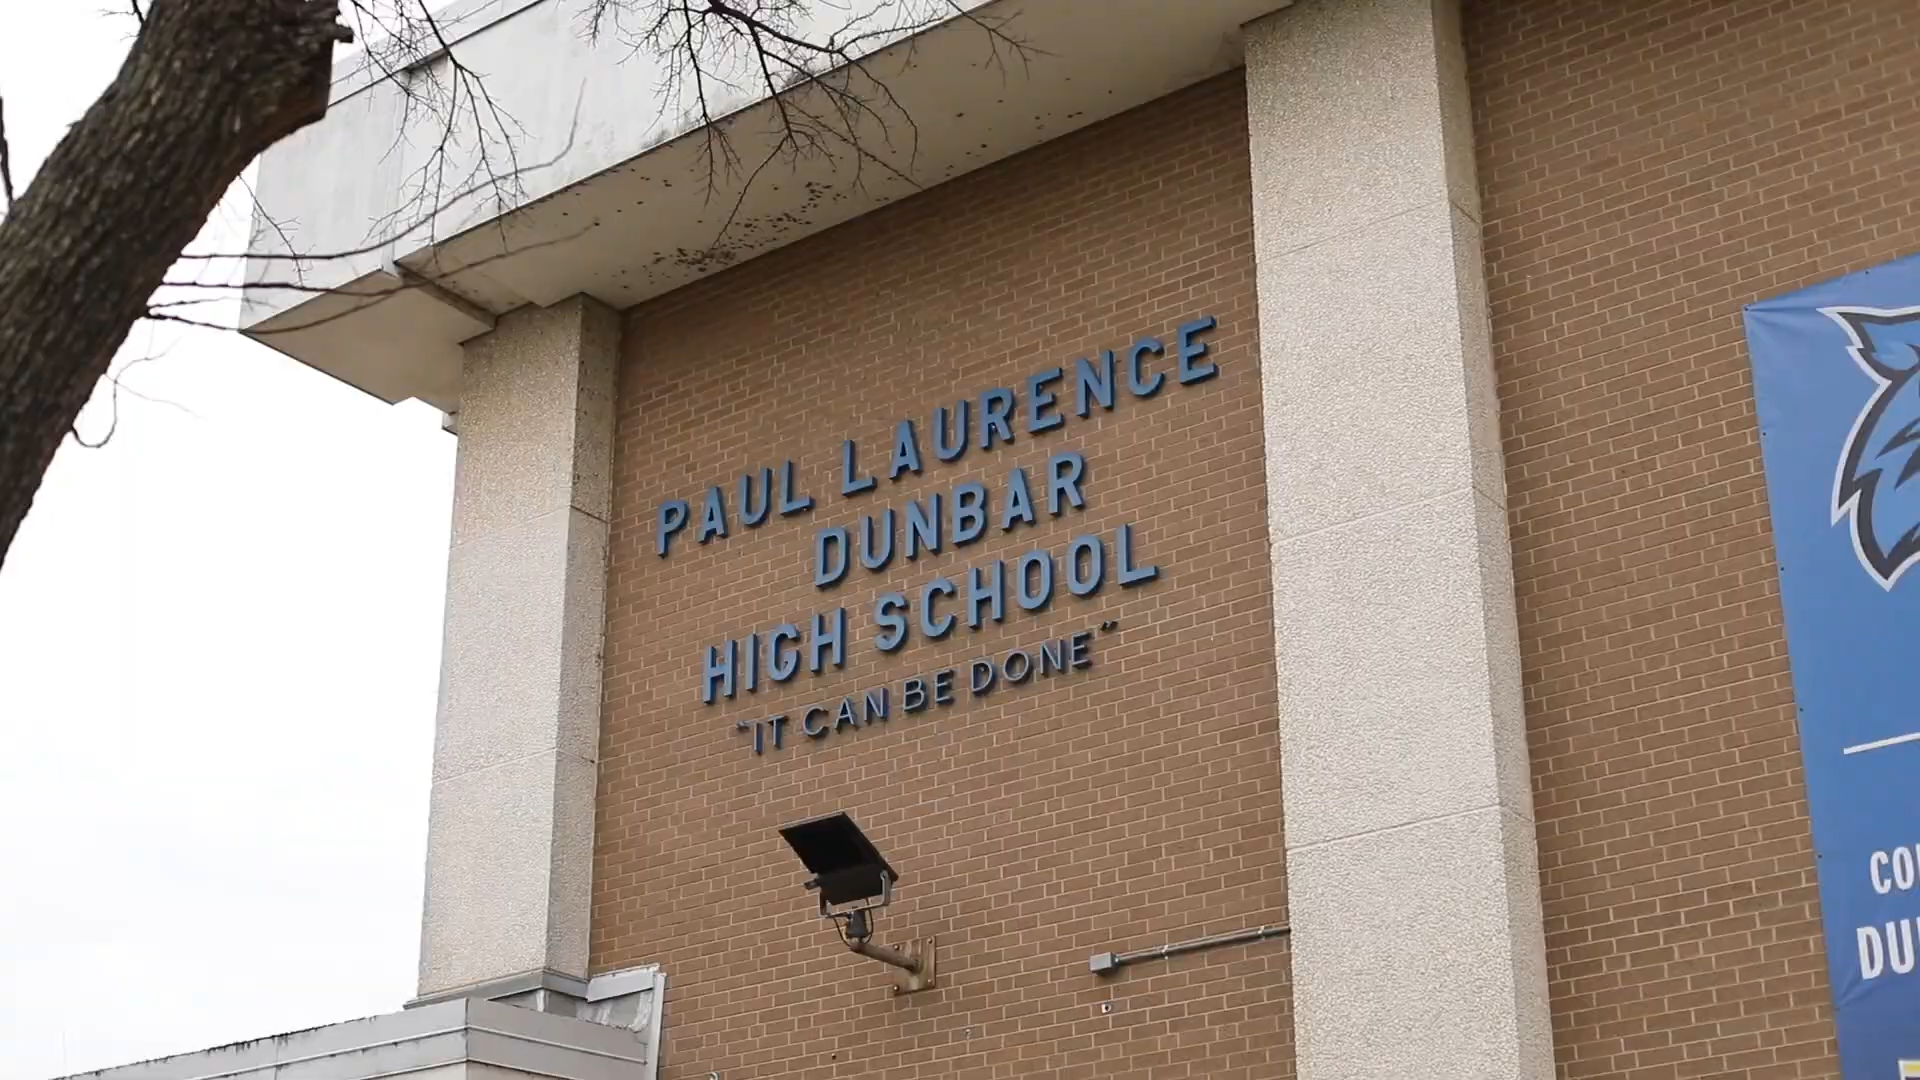 PAUL LAURENCE
DUNBAR
HIGH SCHOOL
"IT CAN BE DONE"